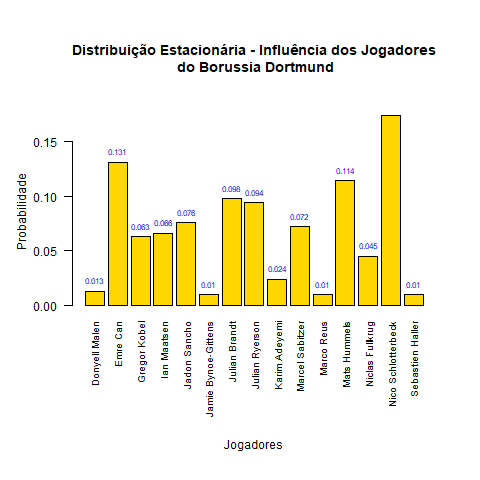 Distribuição Estacionária - Influência dos Jogadores
do Borussia Dortmund
Probabilidade
0.15
0.10
0.05
0.00
0.013
0.131
0.063
0.066
0.076
0.01
0.098
0.094
0.024
0.072
0.01
0.114
0.045
0.01
Donyell Malen
Emre Can
Gregor Kobel
Ian Maatsen
Jadon Sancho
Jamie Bynoe-Gittens
Julian Brandt
Julian Ryerson
Karim Adeyemi
Marcel Sabitzer
Marco Reus
Mats Hummels
Niclas Fullkrug
Nico Schlotterbeck
Sebastien Haller
Jogadores